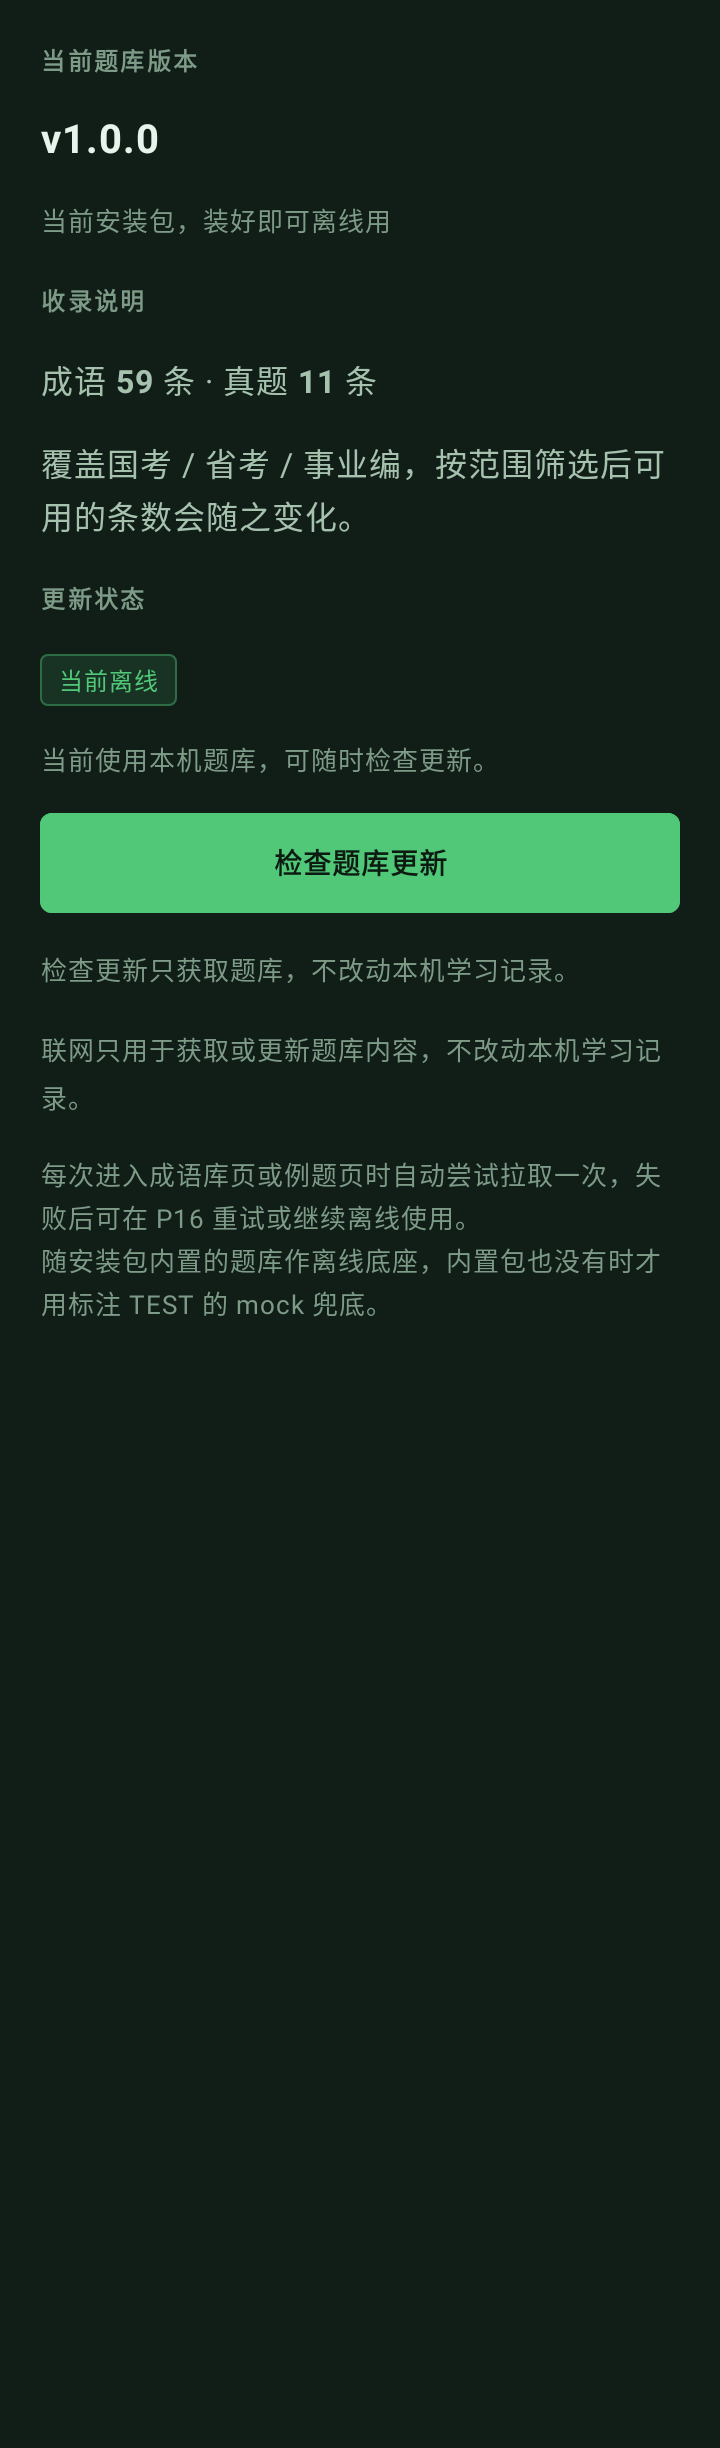 当前题库版本
v1.0.0
当前安装包，装好即可离线用
收录说明
成语 59 条 · 真题 11 条
覆盖国考 / 省考 / 事业编，按范围筛选后可
用的条数会随之变化。
更新状态
当前离线
当前使用本机题库，可随时检查更新。
检查题库更新
检查更新只获取题库，不改动本机学习记录。
联网只用于获取或更新题库内容，不改动本机学习记
录。
每次进入成语库页或例题页时自动尝试拉取一次，失
败后可在 P16 重试或继续离线使用。
随安装包内置的题库作离线底座，内置包也没有时才
用标注 TEST 的 mock 兜底。